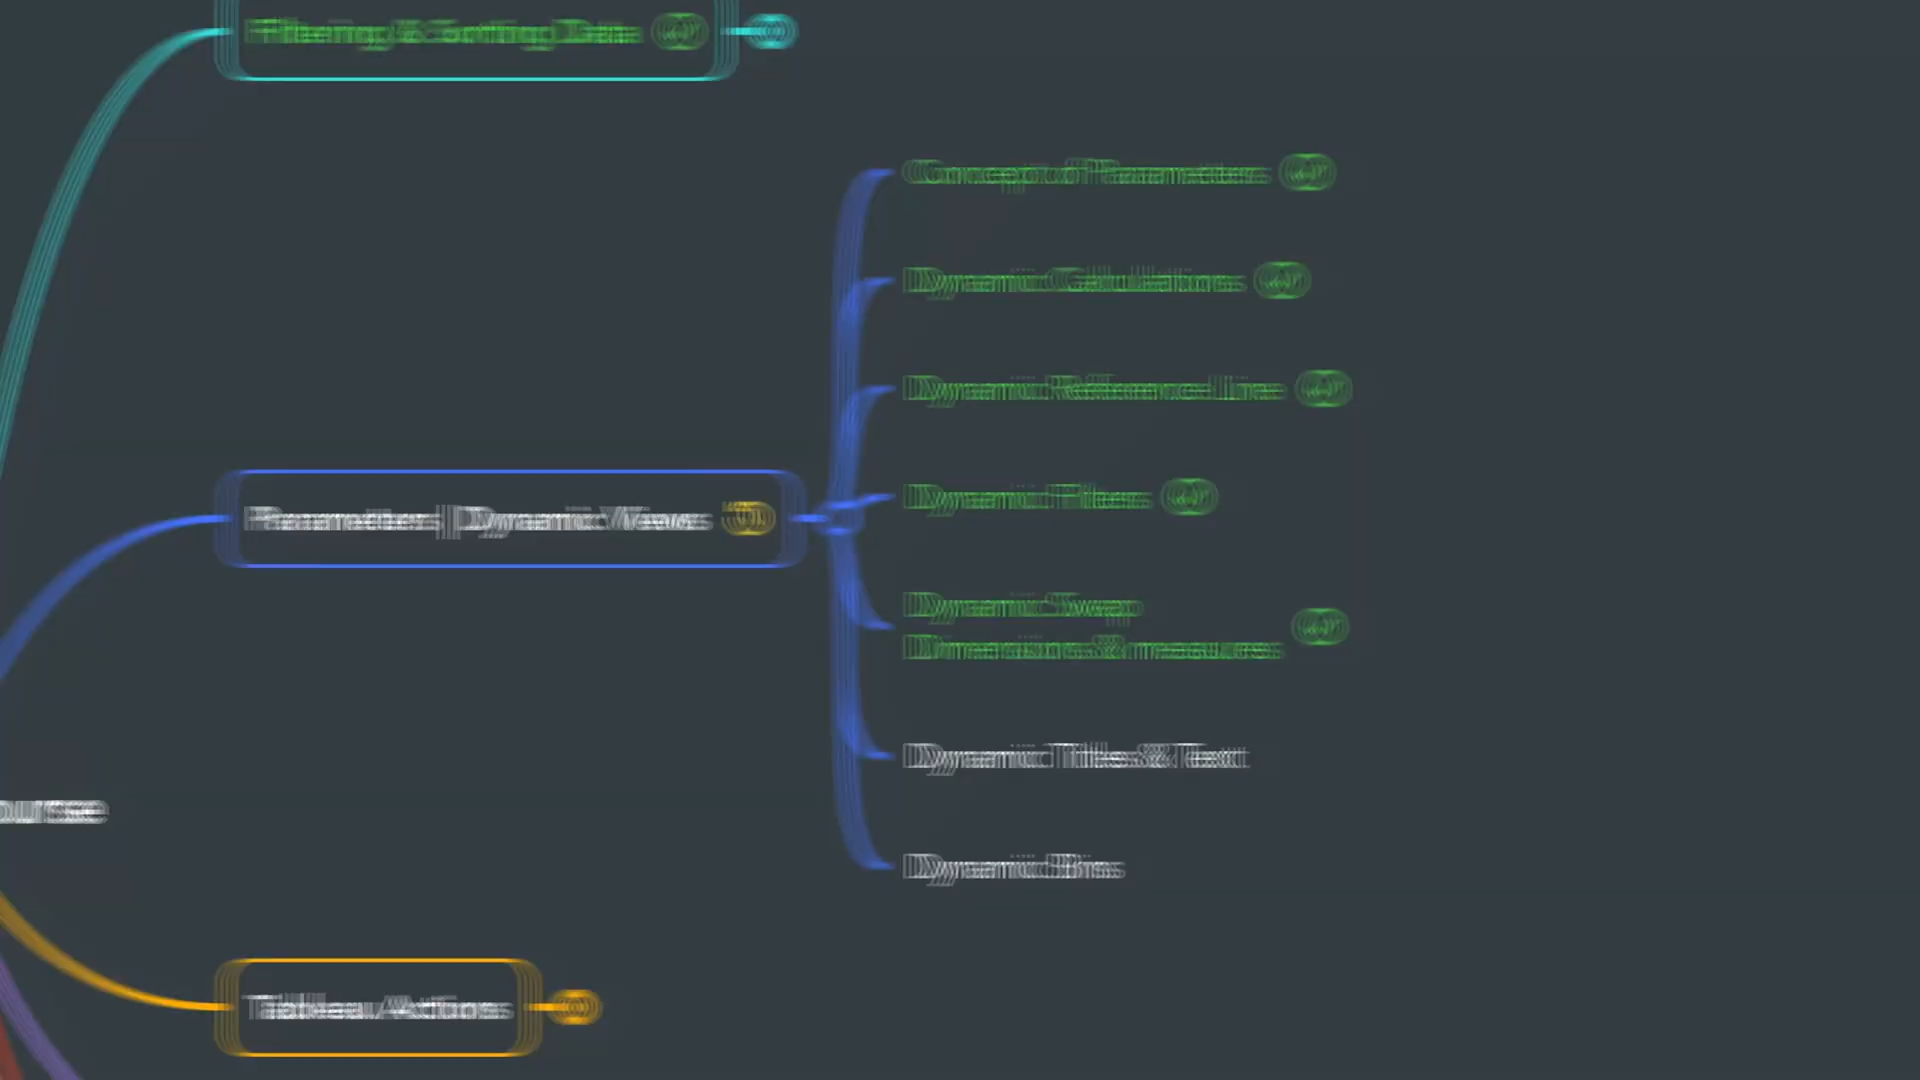 Filtering & Sorting Data
Concept of Parameters
Dynamic Calculations
Dynamic Reference line
Parameters | Dynamic Views
Dynamic Filters
Dynamic Swap
Dimensions & measures
Dynamic Titles & Text
ourse
Dynamic Bins
Tableau Actions